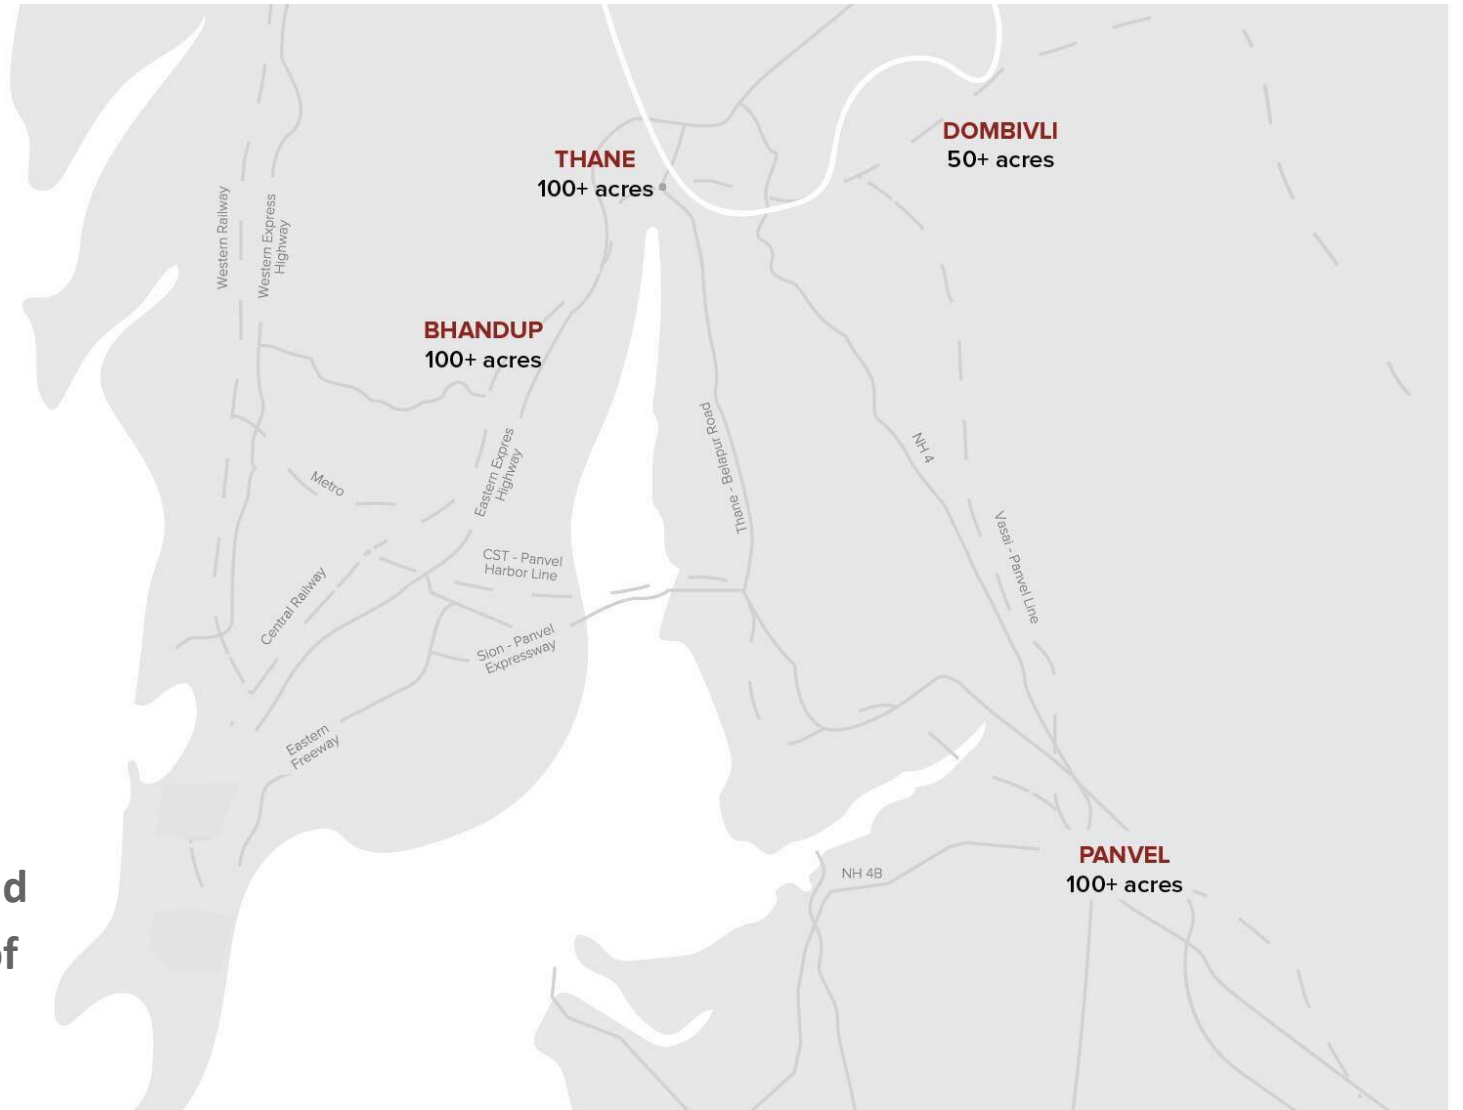 DOMBIVLI
50+ acres
THANE
100+ acres
Western Railway
Western Express
Highway
BHANDUP
100+ acres
Thane - Belapur Road
NH 4
Eastern Expres
Highway
Metro
Vasai - Panvel Line
CST - Panvel
Harbor Line
Central Railway
Sion - Panvel
Expressway
Eastern
Freeway
PANVEL
100+ acres
NH 4B
d
of